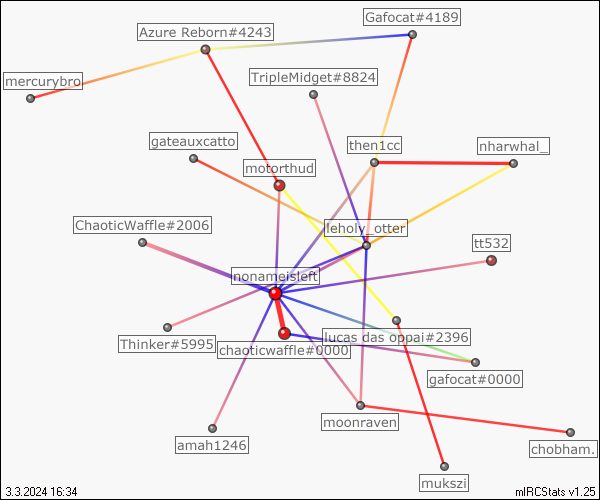 Gafocat#4189
Azure Reborn#4243
mercurybro
TripleMidget#8824
gateauxcatto
then1cc
nharwhal_
motorthud
ChaoticWaffle#2006
leholy_otter
tt532
nonameisleft
Thinker#5995
chaoticwaffle#0000
lucas das oppai#2396
gafocat#0000
moonraven
amah1246
chobham.
mukszi
3.3.2024 16:34
mIRCStats v1.25